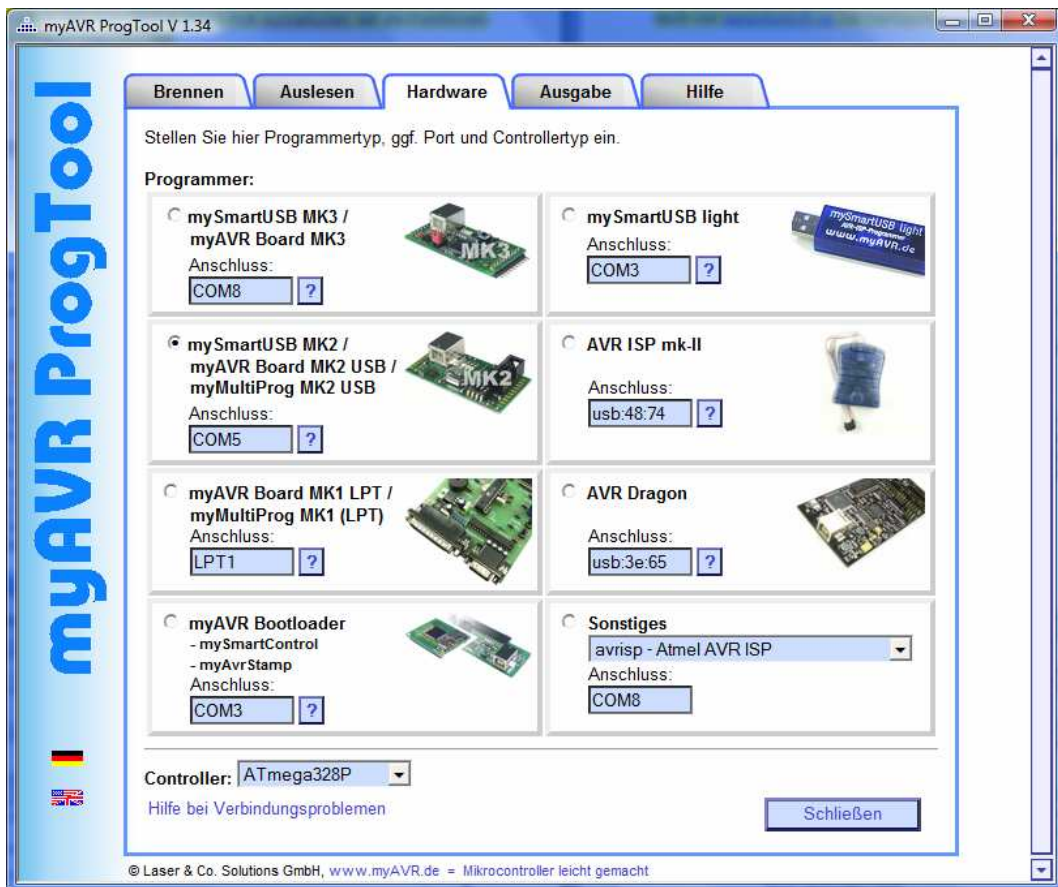 myAVR ProgTool V 1.34
myAVR ProgTool
Brennen
Auslesen
Hardware
Ausgabe
Hilfe
Stellen Sie hier Programmertyp, ggf. Port und Controllertyp ein.
Programmer:
mySmartUSB MK3 /
myAVR Board MK3
Anschluss:
COM8
?
MK3
mySmartUSB light
Anschluss:
COM3
?
mySmartUSB light
AVR-ISP-Programmer
www.myAVR.de
mySmartUSB MK2 /
myAVR Board MK2 USB /
myMultiProg MK2 USB
Anschluss:
COM5
?
MK2
AVR ISP mk-II
Anschluss:
usb:48:74
?
myAVR Board MK1 LPT /
myMultiProg MK1 (LPT)
Anschluss:
LPT1
?
AVR Dragon
Anschluss:
usb:3e:65
?
myAVR Bootloader
- mySmartControl
- myAvrStamp
Anschluss:
COM3
?
Sonstiges
avrisp - Atmel AVR ISP
Anschluss:
COM8
Controller: ATmega328P
Hilfe bei Verbindungsproblemen
Schließen
© Laser & Co. Solutions GmbH, www.myAVR.de = Mikrocontroller leicht gemacht